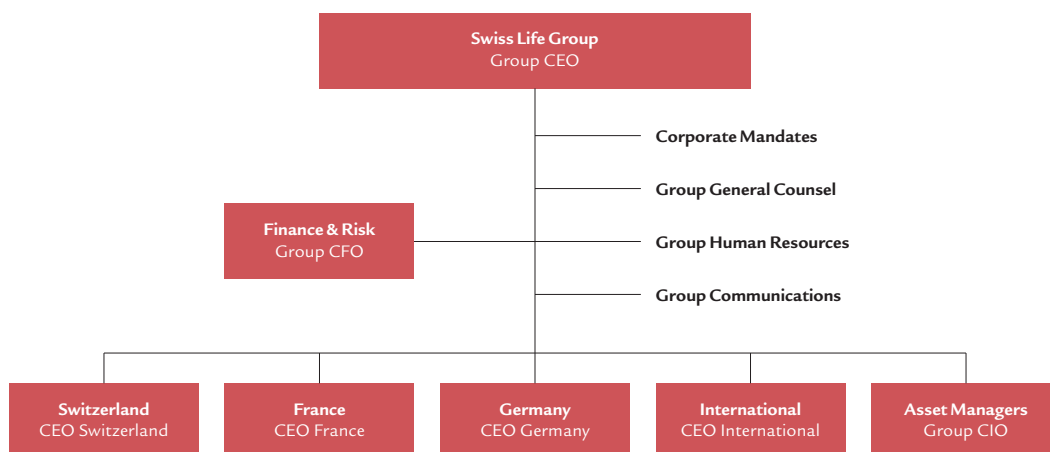 Swiss Life Group
Group CEO
Corporate Mandates
Group General Counsel
Finance & Risk
Group CFO
Group Human Resources
Group Communications
Switzerland
CEO Switzerland
France
CEO France
Germany
CEO Germany
International
CEO International
Asset Managers
Group CIO